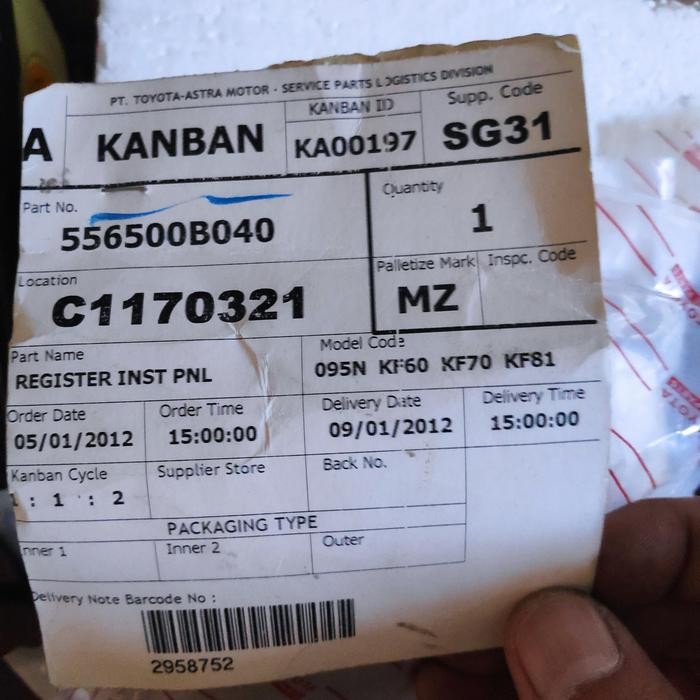 PT. TOYOTA-ASTRA MOTOR - SERVICE PARTS LOGISTICS DIVISION
A KANBAN
KANBAN ID
KA00197
Supp. Code
SG31
Part No.
556500B040
Quantity
1
Location
C1170321
Palletize Mark Inspc. Code
MZ
Part Name
REGISTER INST PNL
Model Code
095N KF60 KF70 KF81
Order Date Order Time Delivery Date Delivery Time
05/01/2012 15:00:00 09/01/2012 15:00:00
Kanban Cycle Supplier Store Back No.
1 : 1 : 2
PACKAGING TYPE
Inner 1 Inner 2 Outer
Delivery Note Barcode No :
2958752